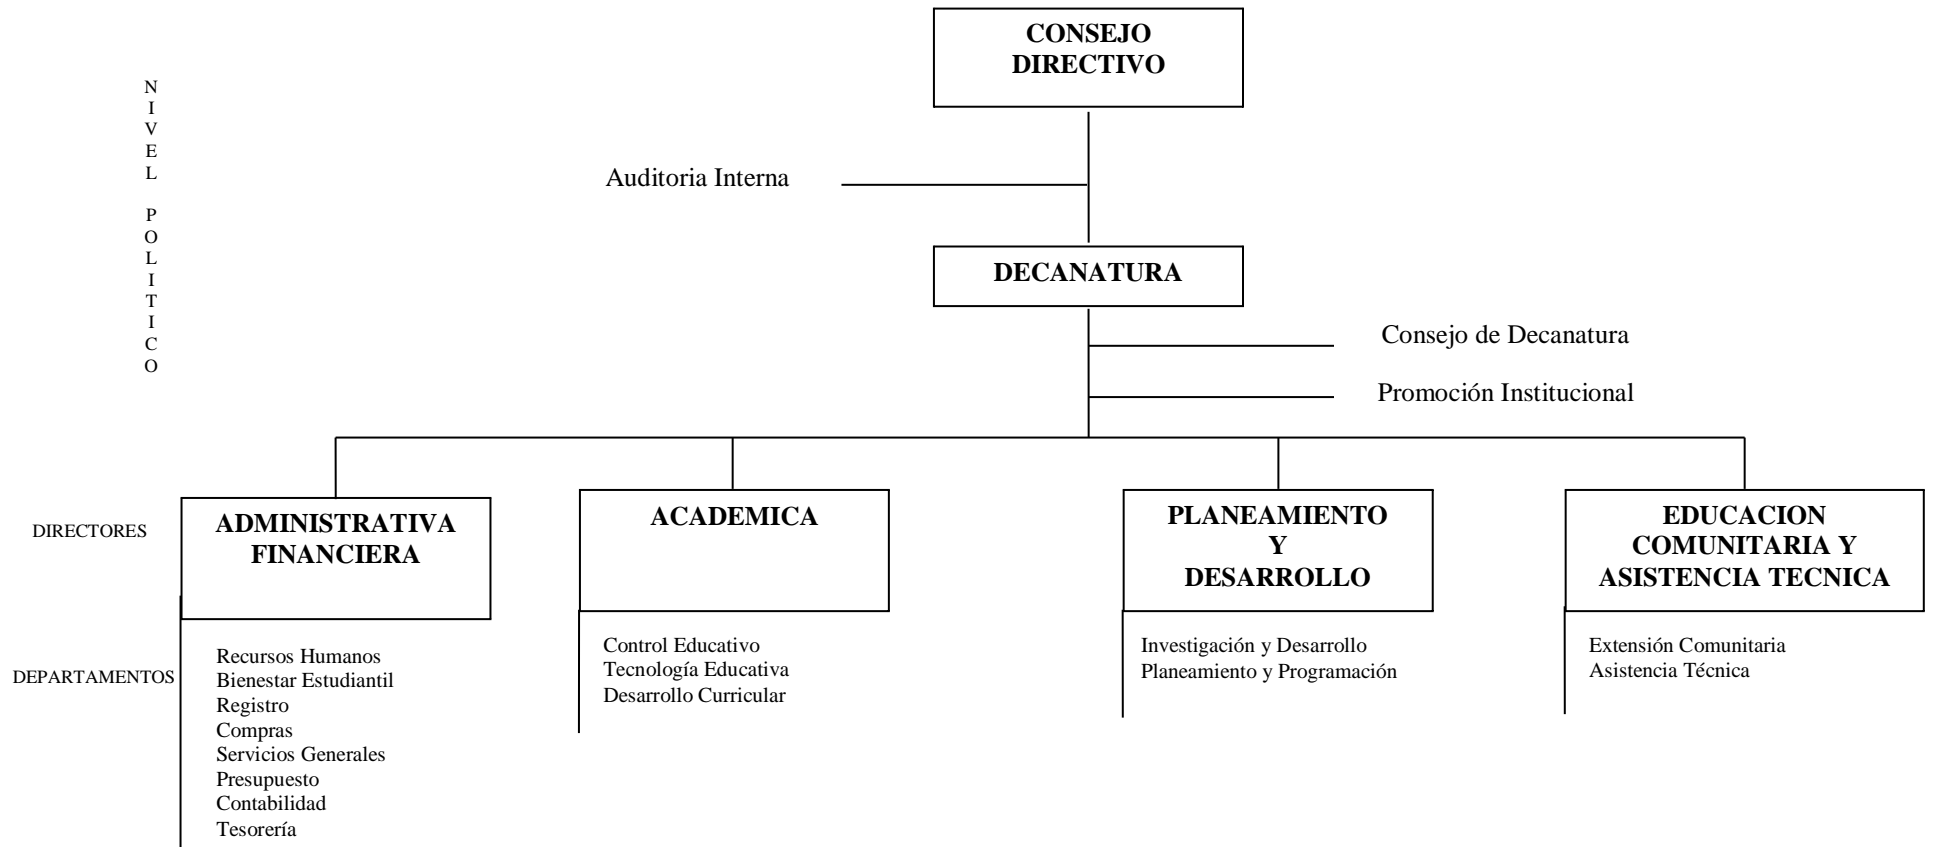 CONSEJO
DIRECTIVO
NIVEL POLITICO
Auditoria Interna
DECANATURA
Consejo de Decanatura
Promoción Institucional
DIRECTORES
ADMINISTRATIVA
FINANCIERA
ACADEMICA
PLANEAMIENTO
Y
DESARROLLO
EDUCACION
COMUNITARIA Y
ASISTENCIA TECNICA
DEPARTAMENTOS
Recursos Humanos
Bienestar Estudiantil
Registro
Compras
Servicios Generales
Presupuesto
Contabilidad
Tesorería
Control Educativo
Tecnología Educativa
Desarrollo Curricular
Investigación y Desarrollo
Planeamiento y Programación
Extensión Comunitaria
Asistencia Técnica